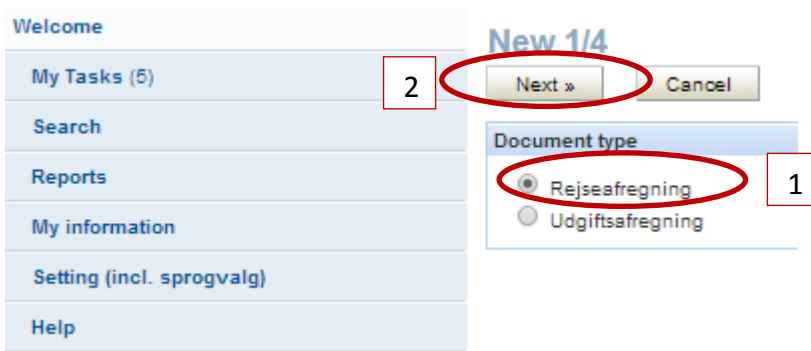 Welcome
My Tasks (5)
Search
Reports
My information
Setting (incl. sprogvalg)
Help
New 1/4
2
Next »
Cancel
Document type
Rejseafregning
1
Udgiftsafregning